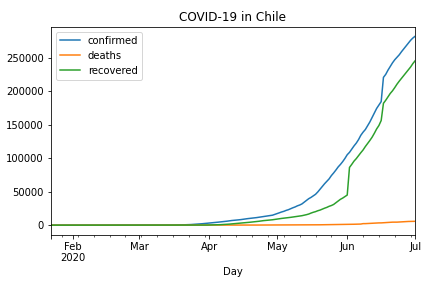 COVID-19 in Chile
confirmed
deaths
recovered
250000
200000
150000
100000
50000
0
Feb Mar Apr May Jun Jul
2020
Day